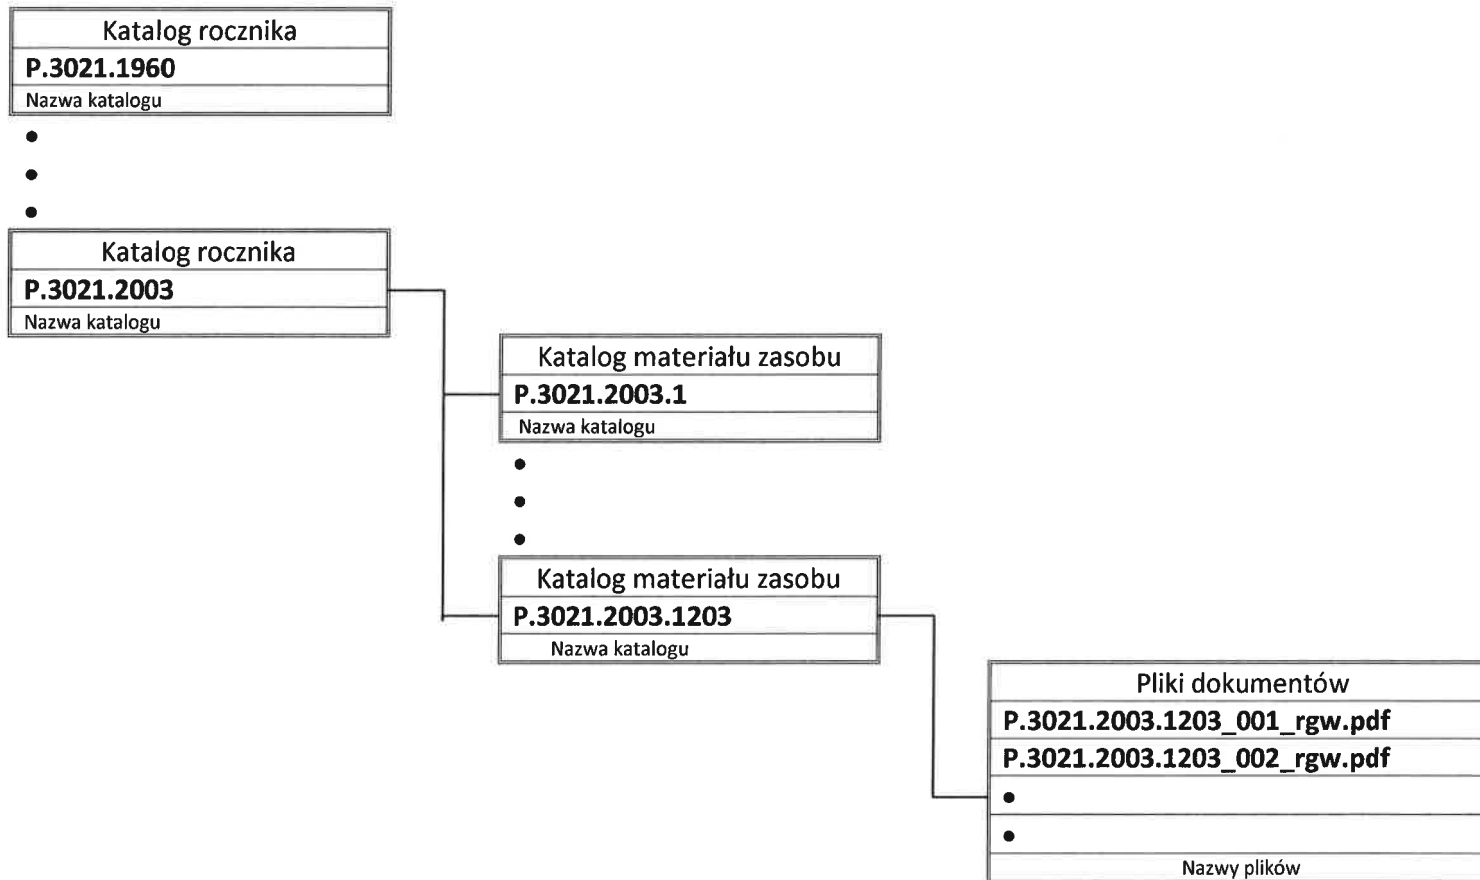 Katalog rocznika
P.3021.1960
Nazwa katalogu
•
•
•
Katalog rocznika
P.3021.2003
Nazwa katalogu
Katalog materiału zasobu
P.3021.2003.1
Nazwa katalogu
•
•
•
Katalog materiału zasobu
P.3021.2003.1203
Nazwa katalogu
Pliki dokumentów
P.3021.2003.1203_001_rgw.pdf
P.3021.2003.1203_002_rgw.pdf
•
•
Nazwy plików